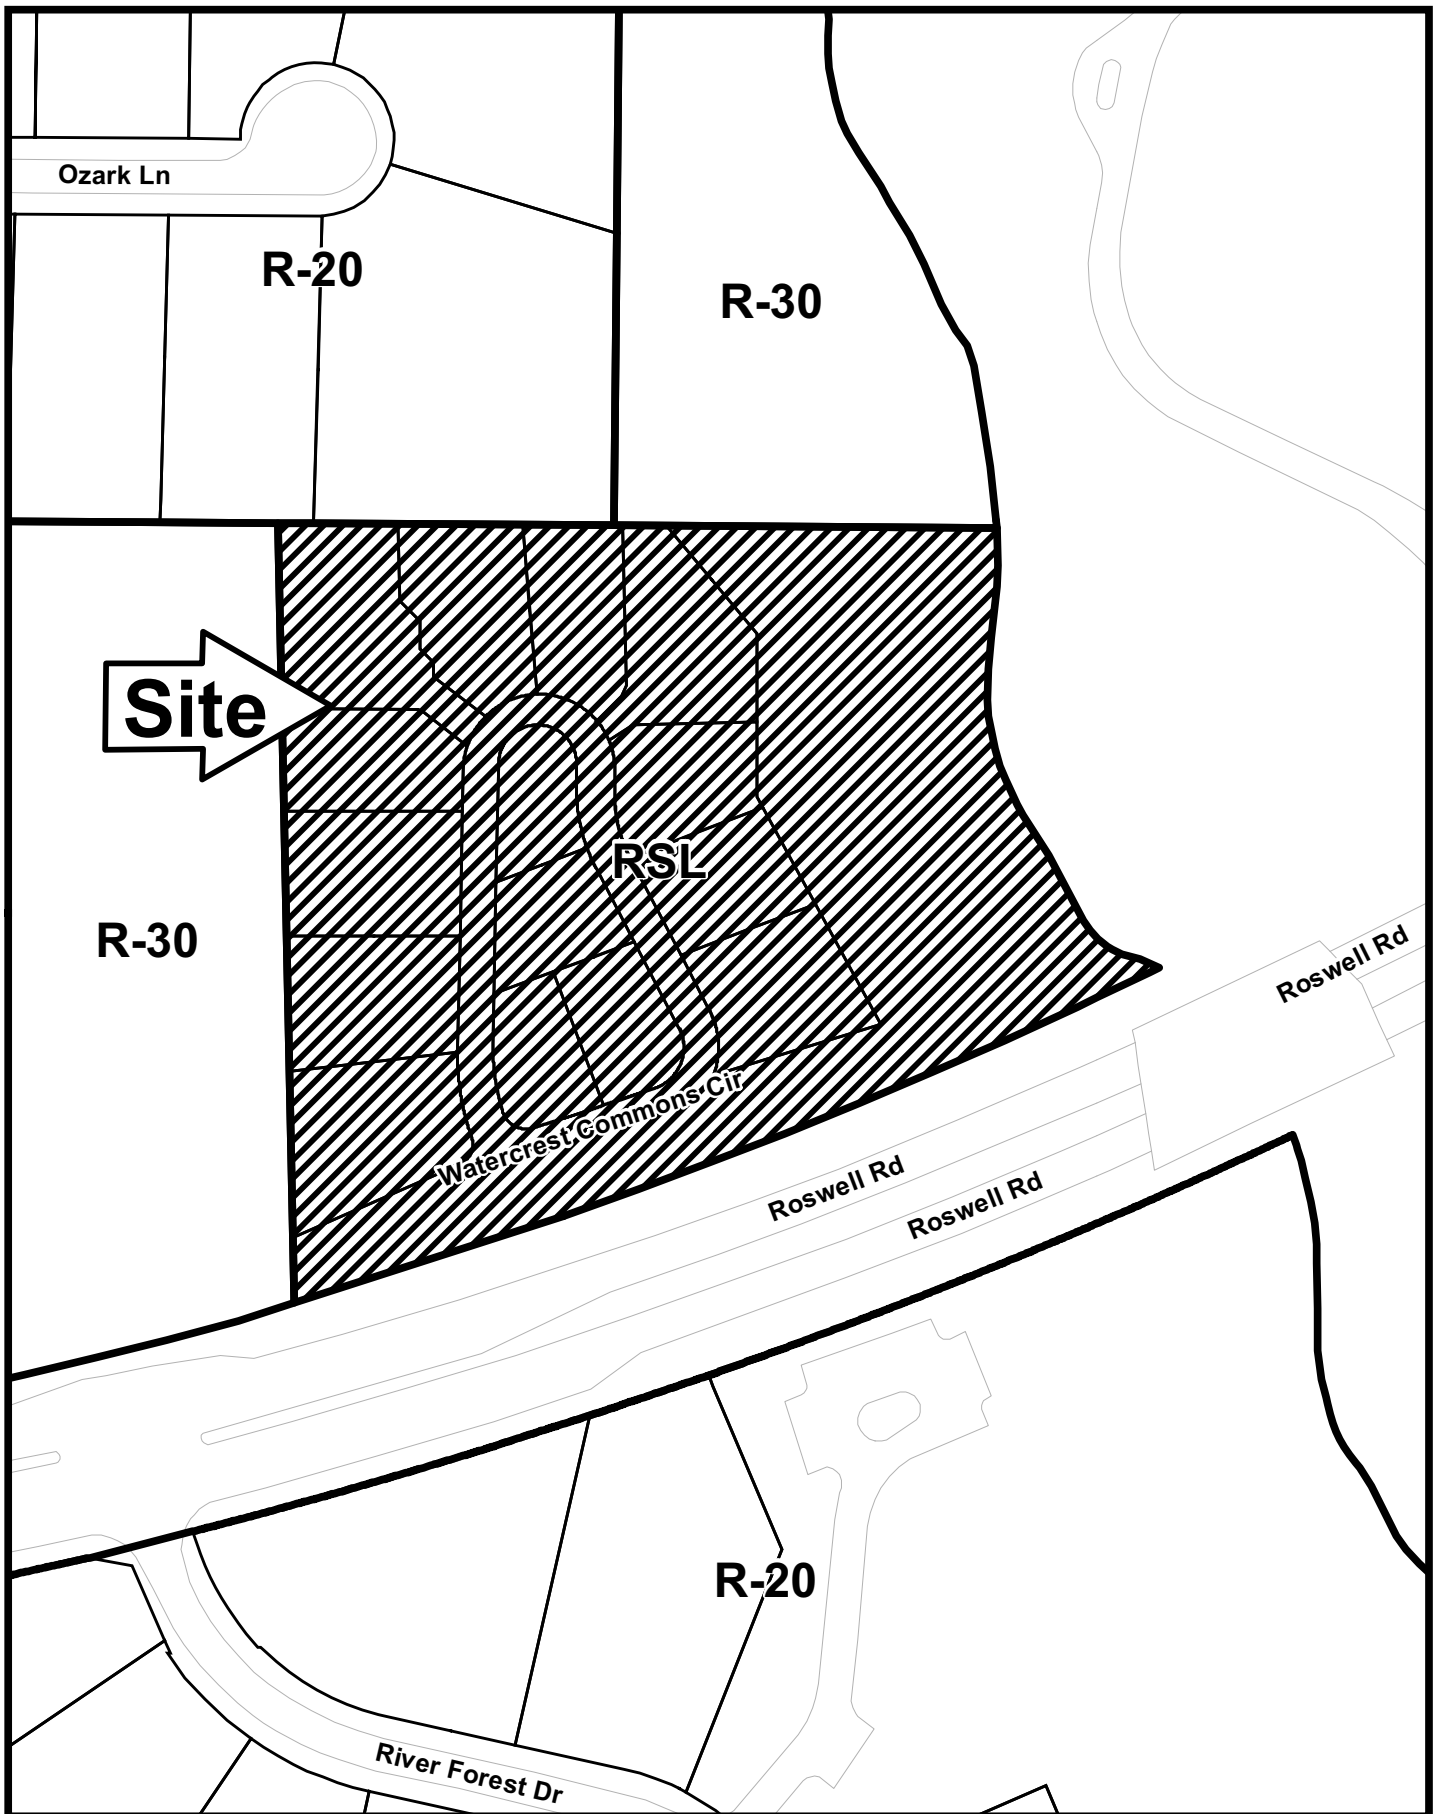 Ozark Ln
R-20
R-30
Site
RSL
R-30
Roswell Rd
Watercrest Commons Cir
Roswell Rd
Roswell Rd
R-20
River Forest Dr